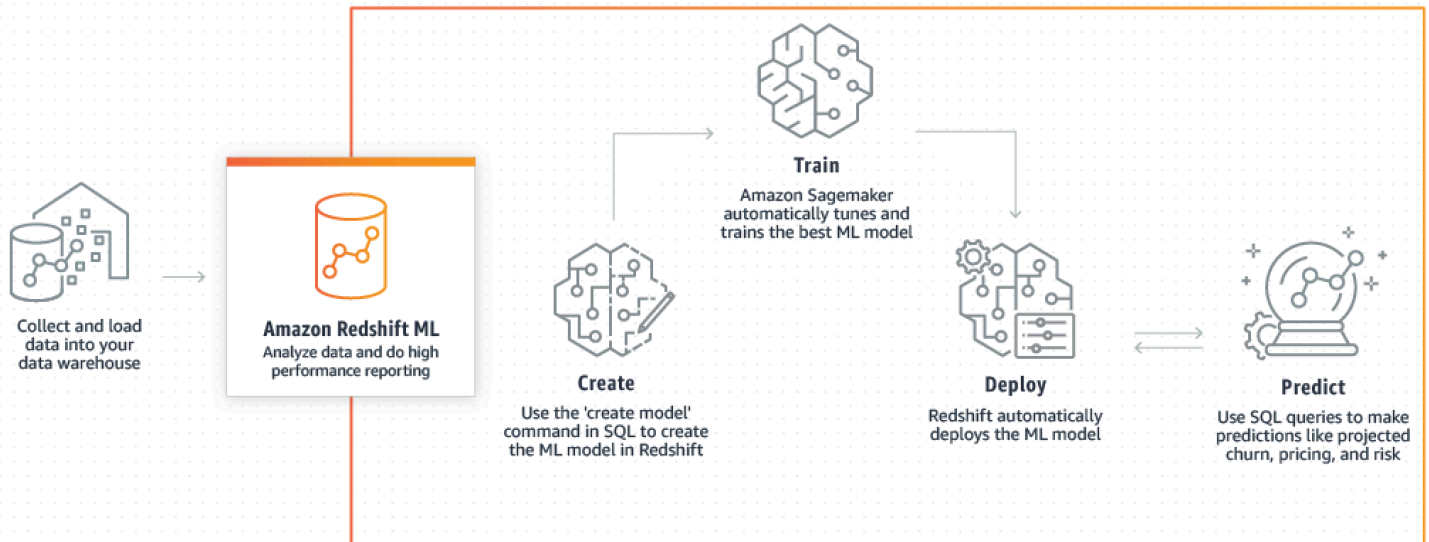 Collect and load
data into your
data warehouse
Amazon Redshift ML
Analyze data and do high
performance reporting
Create
Use the 'create model'
command in SQL to create
the ML model in Redshift
Train
Amazon Sagemaker
automatically tunes and
trains the best ML model
Deploy
Redshift automatically
deploys the ML model
Predict
Use SQL queries to make
predictions like projected
churn, pricing, and risk